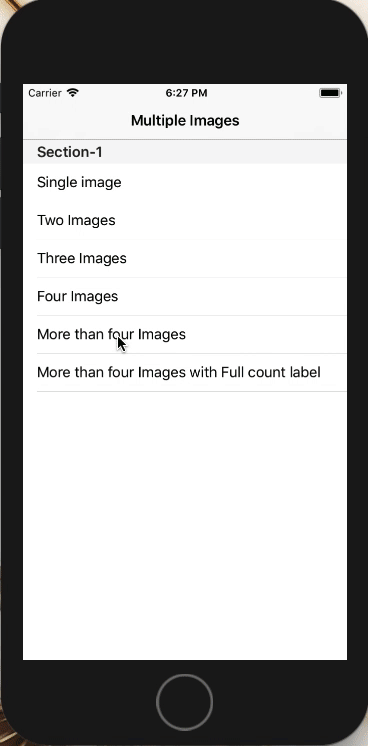 Carrier 6:27 PM
Multiple Images
Section-1
Single image
Two Images
Three Images
Four Images
More than four Images
More than four Images with Full count label